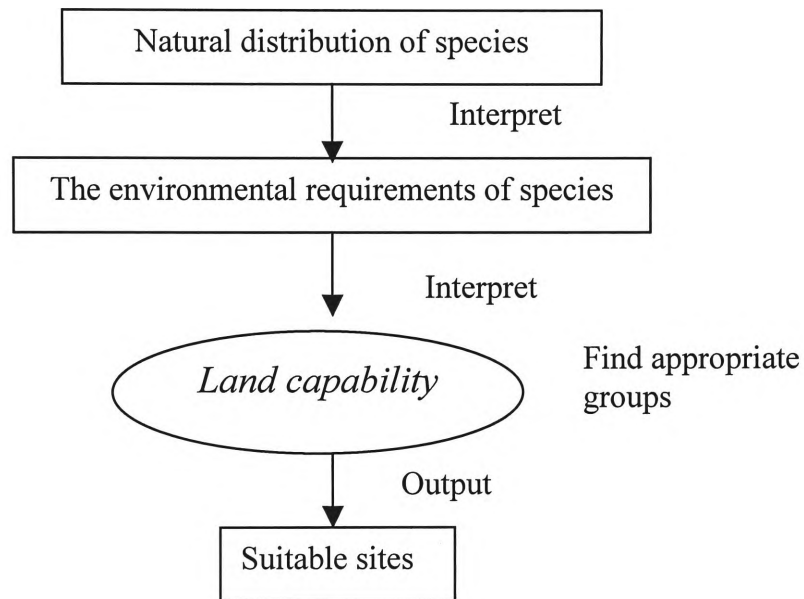 Natural distribution of species
Interpret
The environmental requirements of species
Interpret
Land capability
Find appropriate
groups
Output
Suitable sites